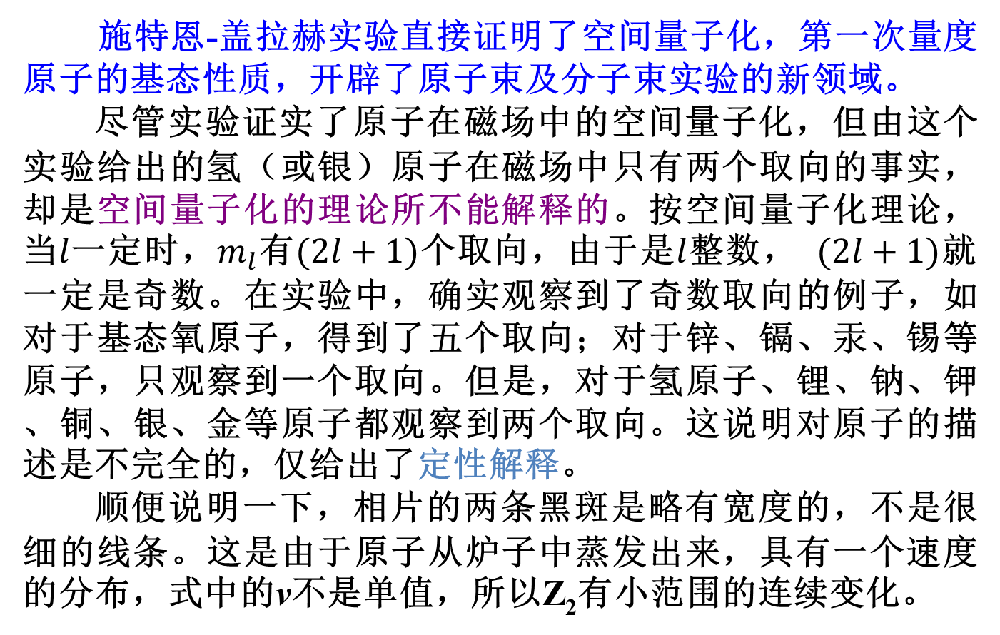 施特恩-盖拉赫实验直接证明了空间量子化，第一次量度
原子的基态性质，开辟了原子束及分子束实验的新领域。
尽管实验证实了原子在磁场中的空间量子化，但由这个
实验给出的氢（或银）原子在磁场中只有两个取向的事实，
却是空间量子化的理论所不能解释的。按空间量子化理论，
当l一定时，mₗ有(2l + 1)个取向，由于是l整数， (2l + 1)就
一定是奇数。在实验中，确实观察到了奇数取向的例子，如
对于基态氧原子，得到了五个取向；对于锌、镉、汞、锡等
原子，只观察到一个取向。但是，对于氢原子、锂、钠、钾
、铜、银、金等原子都观察到两个取向。这说明对原子的描
述是不完全的，仅给出了定性解释。
顺便说明一下，相片的两条黑斑是略有宽度的，不是很
细的线条。这是由于原子从炉子中蒸发出来，具有一个速度
的分布，式中的v不是单值，所以Z₂有小范围的连续变化。